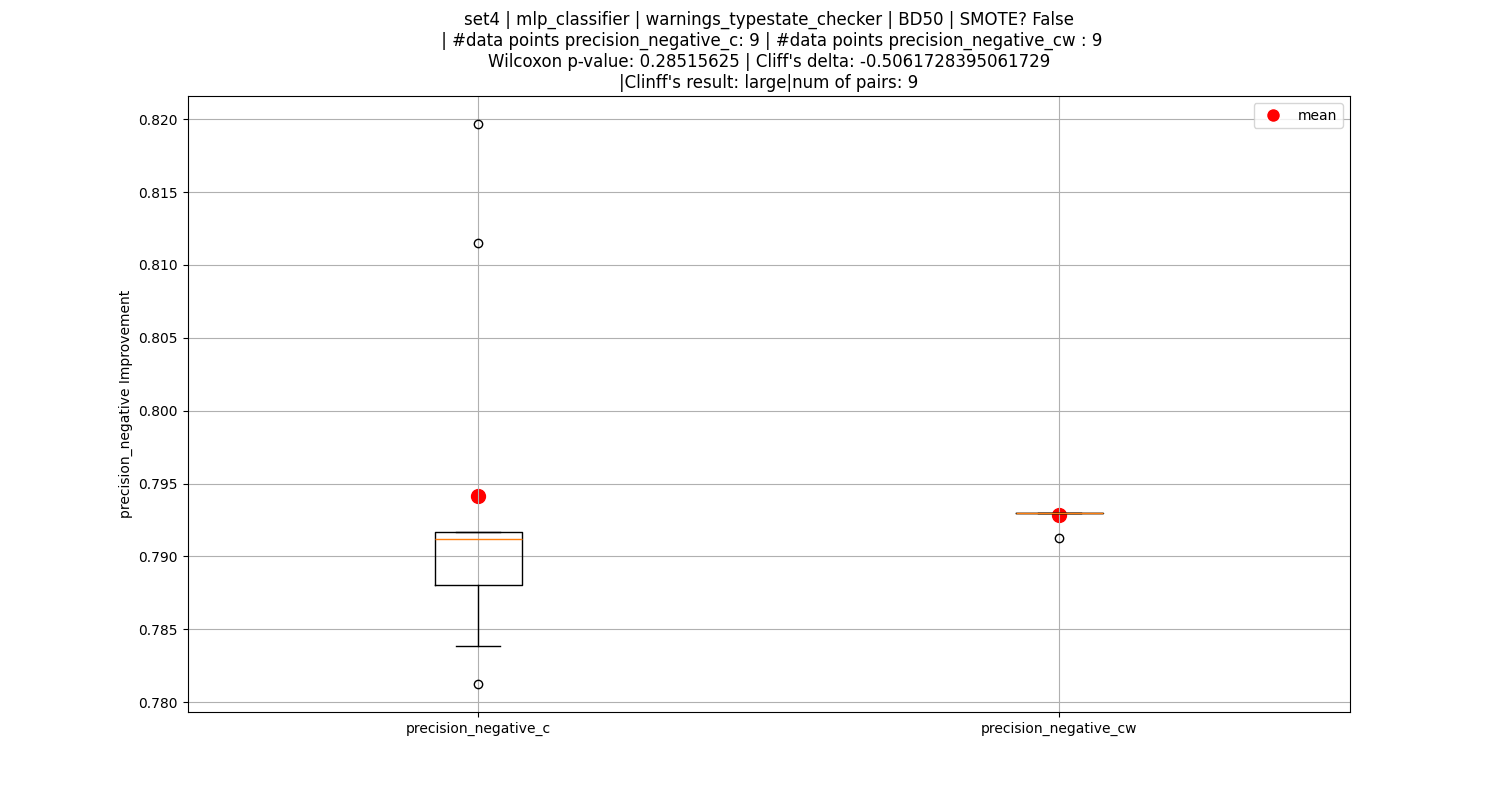 set4 | mlp_classifier | warnings_typestate_checker | BD50 | SMOTE? False
| #data points precision_negative_c: 9 | #data points precision_negative_cw : 9
Wilcoxon p-value: 0.28515625 | Cliff's delta: -0.5061728395061729
|Clinff's result: large|num of pairs: 9
mean
0.820
0.815
0.810
0.805
0.800
0.795
0.790
0.785
0.780
precision_negative Improvement
precision_negative_c
precision_negative_cw